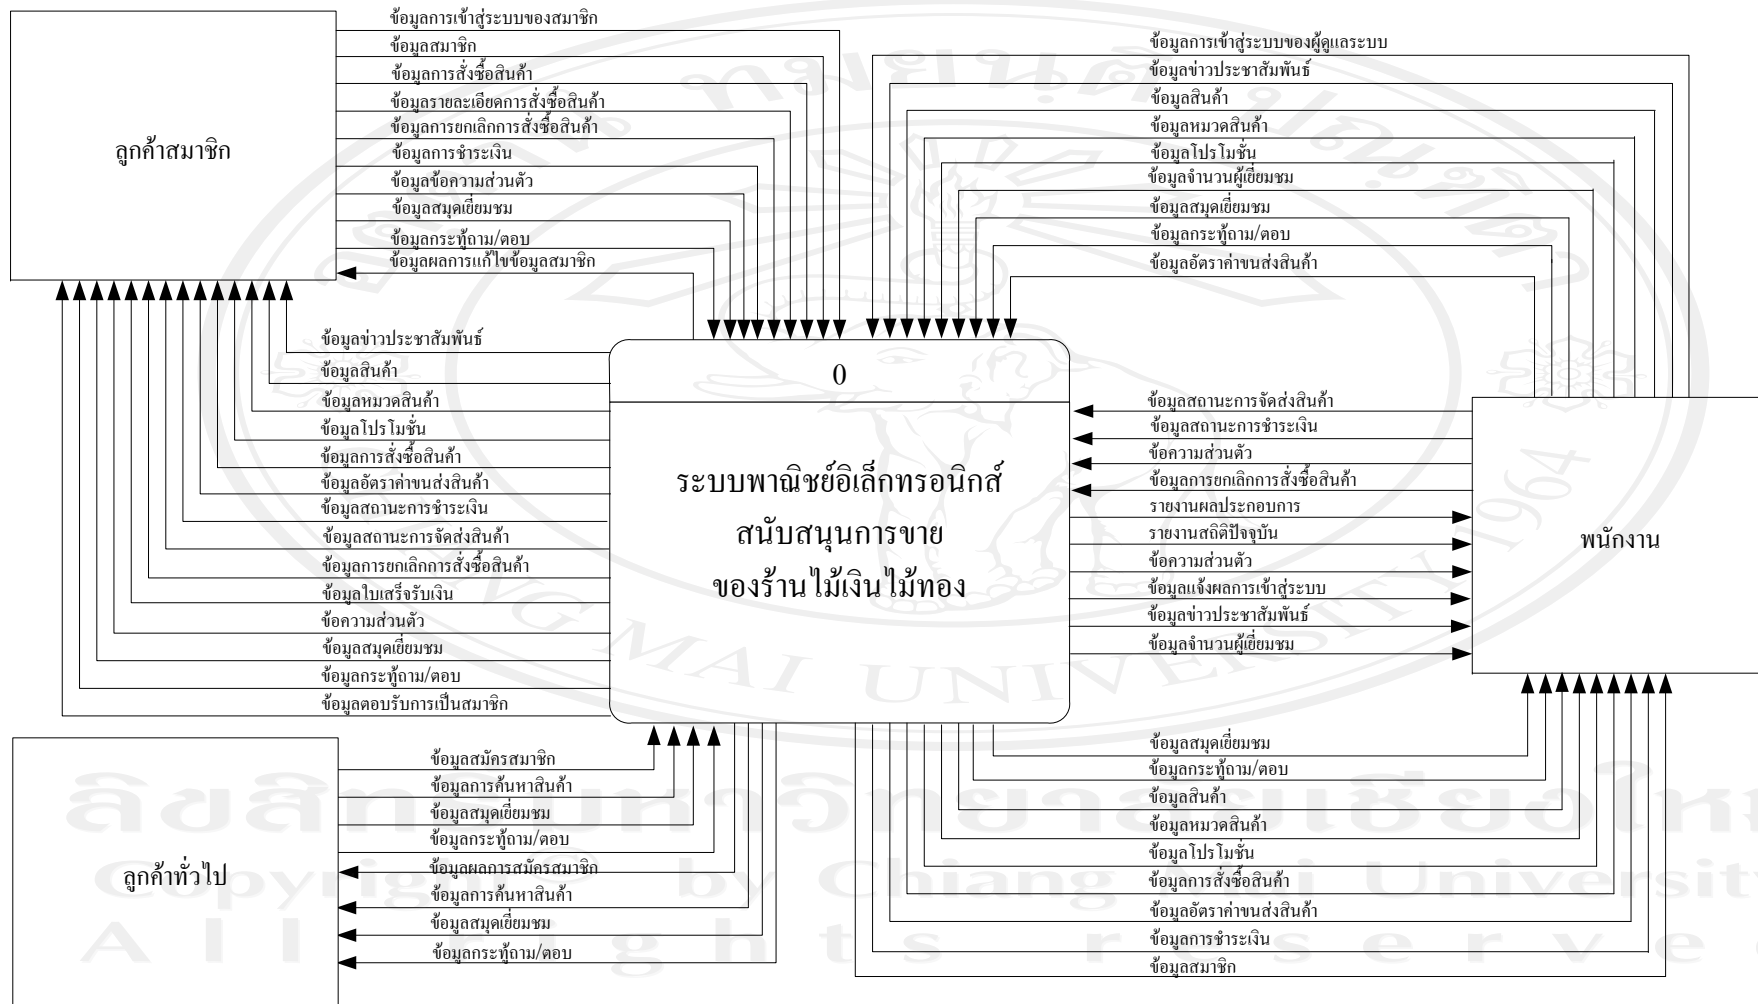 ลูกค้าสมาชิก
ข้อมูลการเข้าสู่ระบบของสมาชิก
ข้อมูลสมาชิก
ข้อมูลการสั่งซื้อสินค้า
ข้อมูลรายละเอียดการสั่งซื้อสินค้า
ข้อมูลการยกเลิกการสั่งซื้อสินค้า
ข้อมูลการชำระเงิน
ข้อมูลข้อความส่วนตัว
ข้อมูลสมุดเยี่ยมชม
ข้อมูลกระทู้ถาม/ตอบ
ข้อมูลผลการแก้ไขข้อมูลสมาชิก
ข้อมูลการเข้าสู่ระบบของผู้ดูแลระบบ
ข้อมูลข่าวประชาสัมพันธ์
ข้อมูลสินค้า
ข้อมูลหมวดสินค้า
ข้อมูลโปรโมชั่น
ข้อมูลจำนวนผู้เยี่ยมชม
ข้อมูลสมุดเยี่ยมชม
ข้อมูลกระทู้ถาม/ตอบ
ข้อมูลอัตราค่าขนส่งสินค้า
ข้อมูลข่าวประชาสัมพันธ์
ข้อมูลสินค้า
ข้อมูลหมวดสินค้า
ข้อมูลโปรโมชั่น
ข้อมูลการสั่งซื้อสินค้า
ข้อมูลอัตราค่าขนส่งสินค้า
ข้อมูลสถานะการชำระเงิน
ข้อมูลสถานะการจัดส่งสินค้า
ข้อมูลการยกเลิกการสั่งซื้อสินค้า
ข้อมูลใบเสร็จรับเงิน
ข้อความส่วนตัว
ข้อมูลสมุดเยี่ยมชม
ข้อมูลกระทู้ถาม/ตอบ
ข้อมูลตอบรับการเป็นสมาชิก
0
ระบบพาณิชย์อิเล็กทรอนิกส์
สนับสนุนการขาย
ของร้านไม้เงินไม้ทอง
ข้อมูลสถานะการจัดส่งสินค้า
ข้อมูลสถานะการชำระเงิน
ข้อความส่วนตัว
ข้อมูลการยกเลิกการสั่งซื้อสินค้า
รายงานผลประกอบการ
รายงานสถิติปัจจุบัน
ข้อความส่วนตัว
ข้อมูลแจ้งผลการเข้าสู่ระบบ
ข้อมูลข่าวประชาสัมพันธ์
ข้อมูลจำนวนผู้เยี่ยมชม
พนักงาน
ลูกค้าทั่วไป
ข้อมูลสมัครสมาชิก
ข้อมูลการค้นหาสินค้า
ข้อมูลสมุดเยี่ยมชม
ข้อมูลกระทู้ถาม/ตอบ
ข้อมูลผลการสมัครสมาชิก
ข้อมูลการค้นหาสินค้า
ข้อมูลสมุดเยี่ยมชม
ข้อมูลกระทู้ถาม/ตอบ
ข้อมูลสมุดเยี่ยมชม
ข้อมูลกระทู้ถาม/ตอบ
ข้อมูลสินค้า
ข้อมูลหมวดสินค้า
ข้อมูลโปรโมชั่น
ข้อมูลการสั่งซื้อสินค้า
ข้อมูลอัตราค่าขนส่งสินค้า
ข้อมูลการชำระเงิน
ข้อมูลสมาชิก
MAI UNIVERSITY 1964
Copyright© by Chiang Mai University
All rights reserve